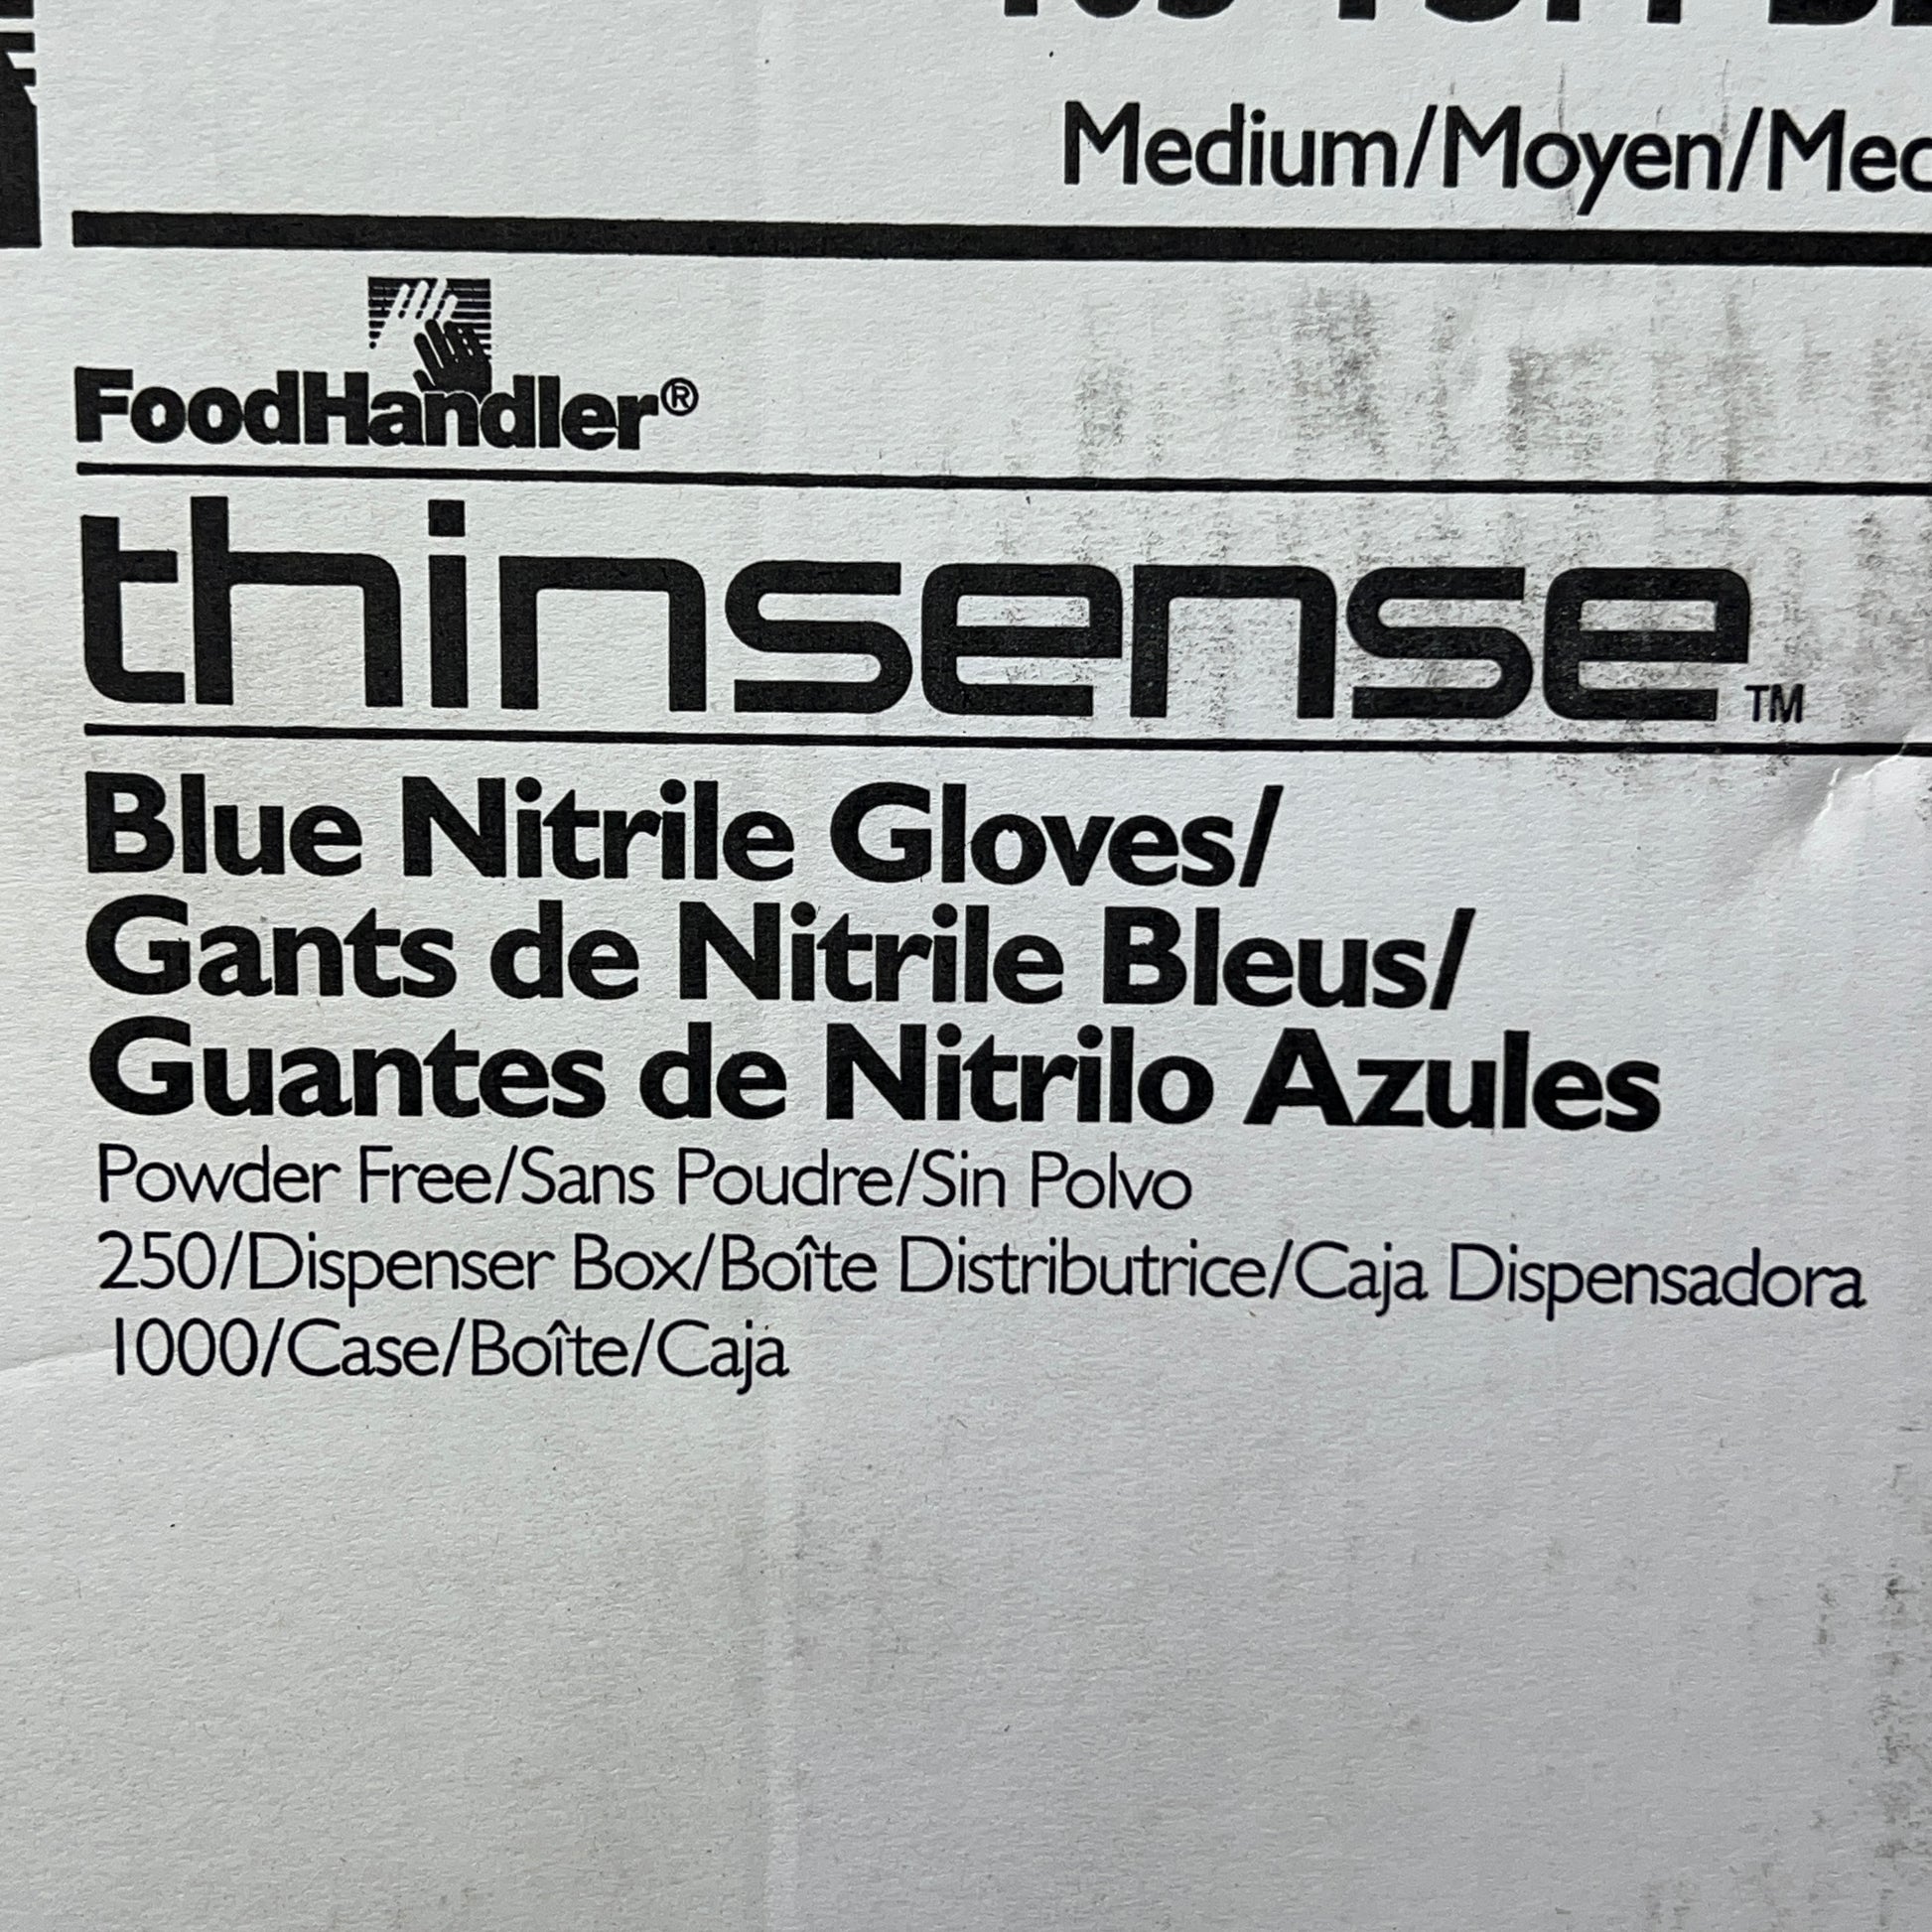 Medium/Moyen/
FoodHandler®
thinsense™
Blue Nitrile Gloves/
Gants de Nitrile Bleus/
Guantes de Nitrilo Azules
Powder Free/Sans Poudre/Sin Polvo
250/Dispenser Box/Boîte Distributrice/Caja Dispensadora
1000/Case/Boîte/Caja